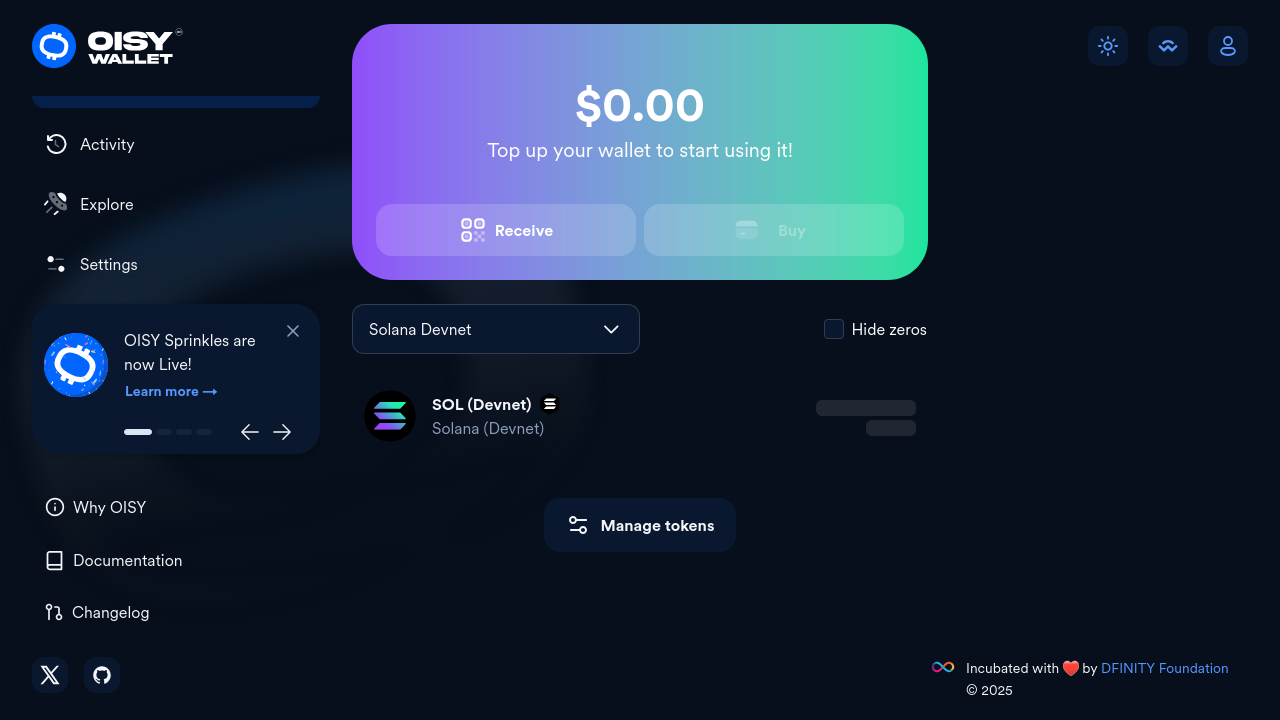 OISY
WALLET
Activity
Explore
Settings
OISY Sprinkles are
now Live!
Learn more →
Why OISY
Documentation
Changelog
$0.00
Top up your wallet to start using it!
Receive
Buy
Solana Devnet
Hide zeros
SOL (Devnet)
Solana (Devnet)
Manage tokens
Incubated with ❤️ by DFINITY Foundation
© 2025